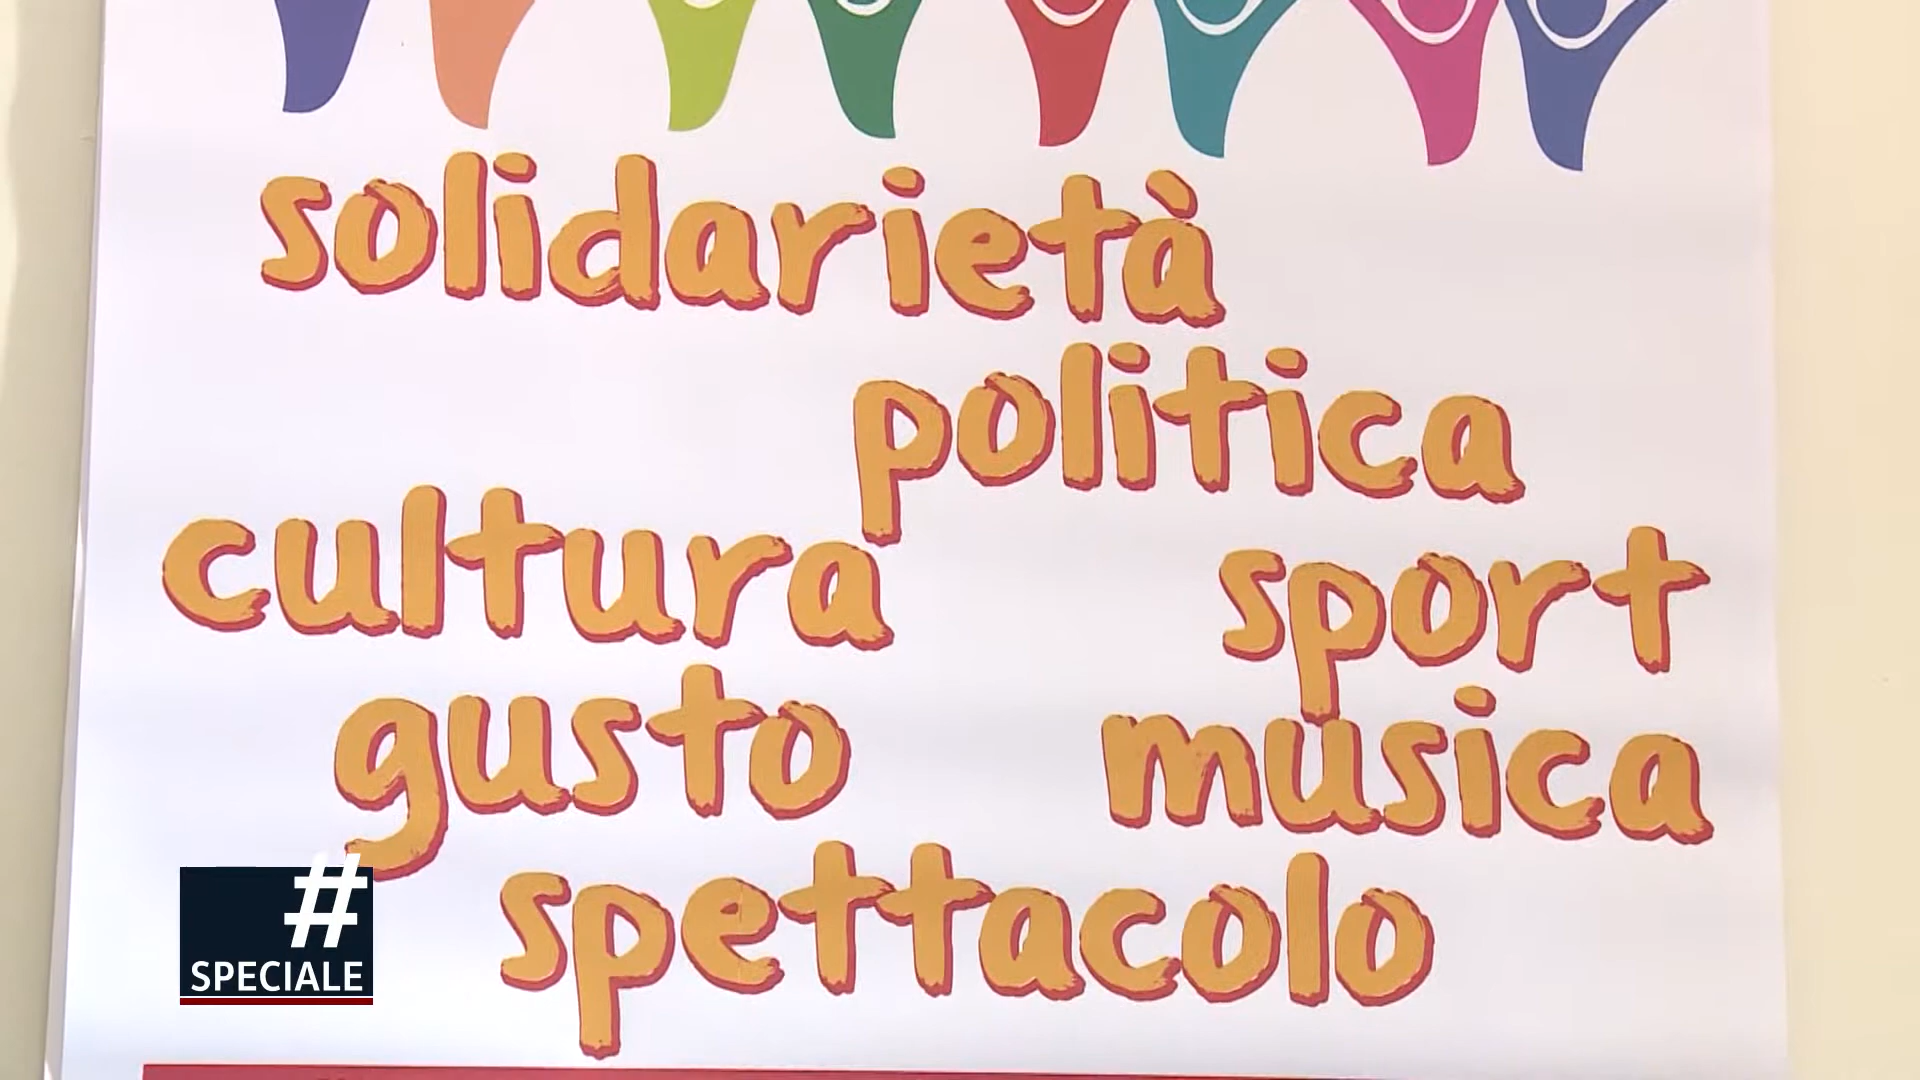 solidarietà
politica
cultura
sport
gusto
musica
spettacolo
#
SPECIALE